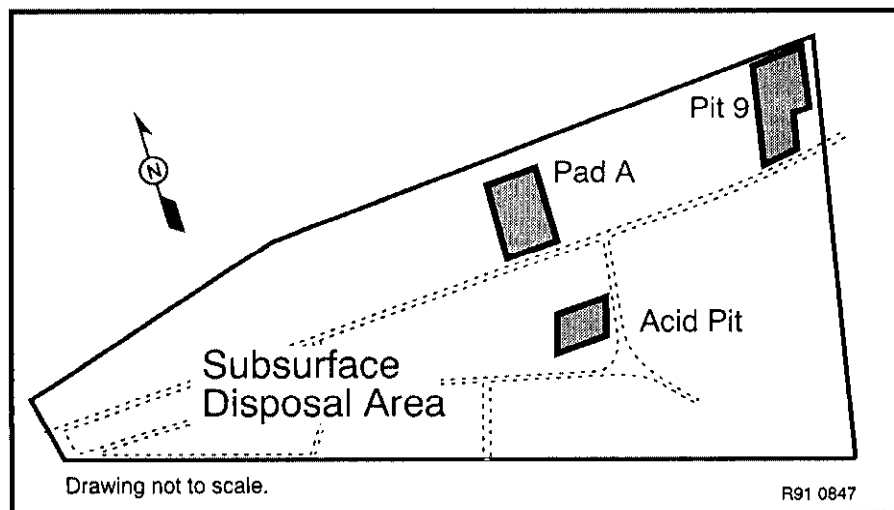 Pit 9
Pad A
N
Acid Pit
Subsurface
Disposal Area
Drawing not to scale.
R91 0847